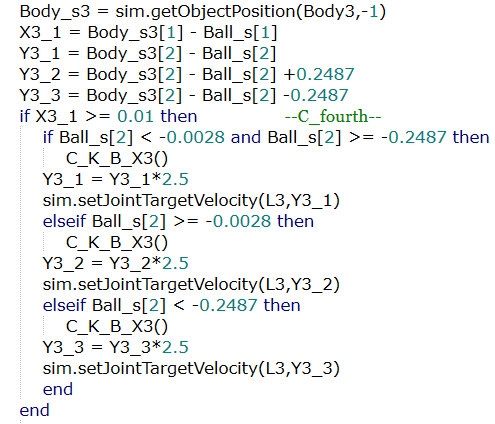 Body_s3 = sim.getObjectPosition(Body3,-1)
X3_1 = Body_s3[1] - Ball_s[1]
Y3_1 = Body_s3[2] - Ball_s[2]
Y3_2 = Body_s3[2] - Ball_s[2] +0.2487
Y3_3 = Body_s3[2] - Ball_s[2] -0.2487
if X3_1 >= 0.01 then --C_fourth--
if Ball_s[2] < -0.0028 and Ball_s[2] >= -0.2487 then
C_K_B_X3()
Y3_1 = Y3_1*2.5
sim.setJointTargetVelocity(L3,Y3_1)
elseif Ball_s[2] >= -0.0028 then
C_K_B_X3()
Y3_2 = Y3_2*2.5
sim.setJointTargetVelocity(L3,Y3_2)
elseif Ball_s[2] < -0.2487 then
C_K_B_X3()
Y3_3 = Y3_3*2.5
sim.setJointTargetVelocity(L3,Y3_3)
end
end